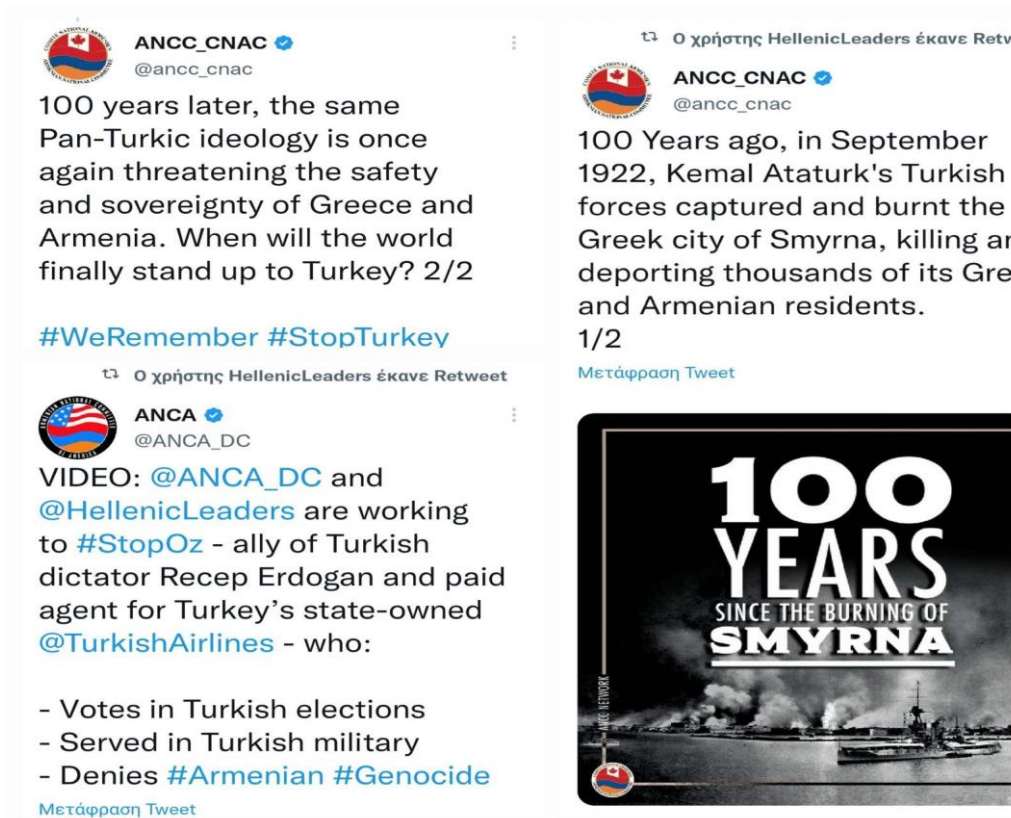 ANCC_CNAC
@ancc_cnac
100 years later, the same
Pan-Turkic ideology is once
again threatening the safety
and sovereignty of Greece and
Armenia. When will the world
finally stand up to Turkey? 2/2
#WeRemember #StopTurkey
Ο χρήστης HellenicLeaders έκανε Retweet
ANCA
@ANCA_DC
VIDEO: @ANCA_DC and
@HellenicLeaders are working
to #StopOz - ally of Turkish
dictator Recep Erdogan and paid
agent for Turkey's state-owned
@TurkishAirlines - who:
- Votes in Turkish elections
- Served in Turkish military
- Denies #Armenian #Genocide
Μετάφραση Tweet
Ο χρήστης HellenicLeaders έκανε Retw
ANCC_CNAC
@ancc_cnac
100 Years ago, in September
1922, Kemal Ataturk's Turkish
forces captured and burnt the
Greek city of Smyrna, killing an
deporting thousands of its Gre
and Armenian residents.
1/2
Μετάφραση Tweet
100
YEARS
SINCE THE BURNING OF
SMYRNA
ANCC NETWORK